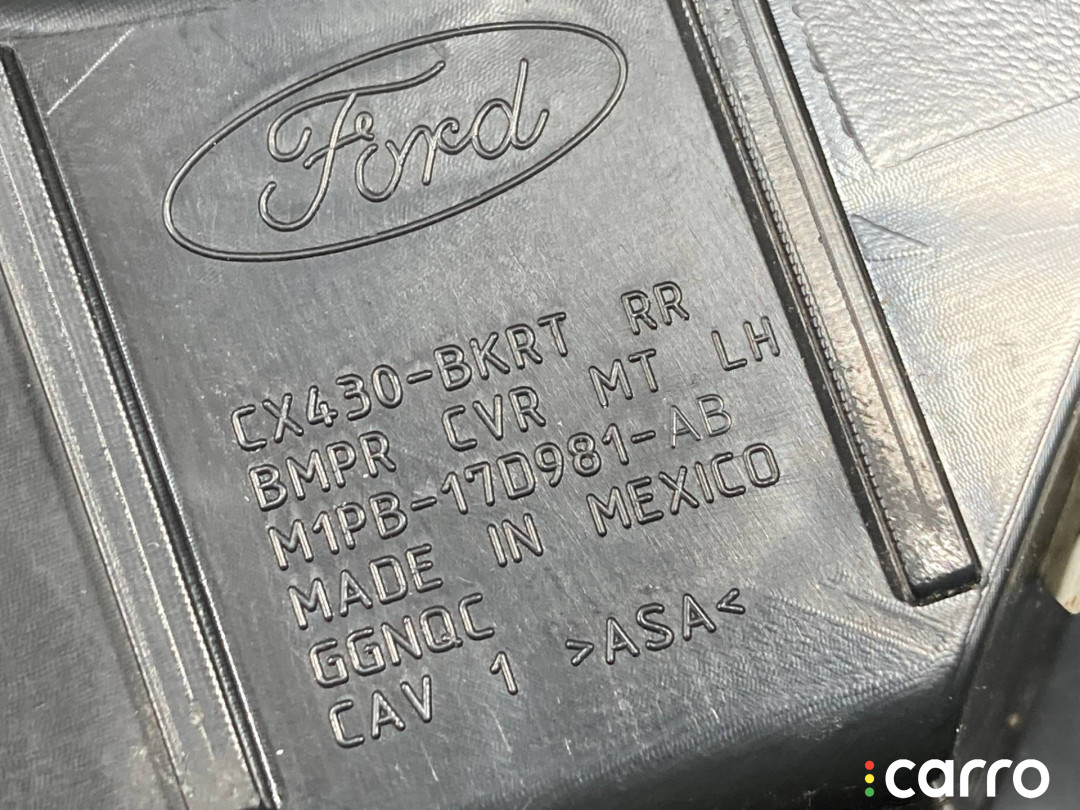 Ford
CX430-BKRT RR
BMPR CVR MT LH
M1PB-17D981-AB
MADE IN MEXICO
GGNQC
CAV 1 >ASA<
carro